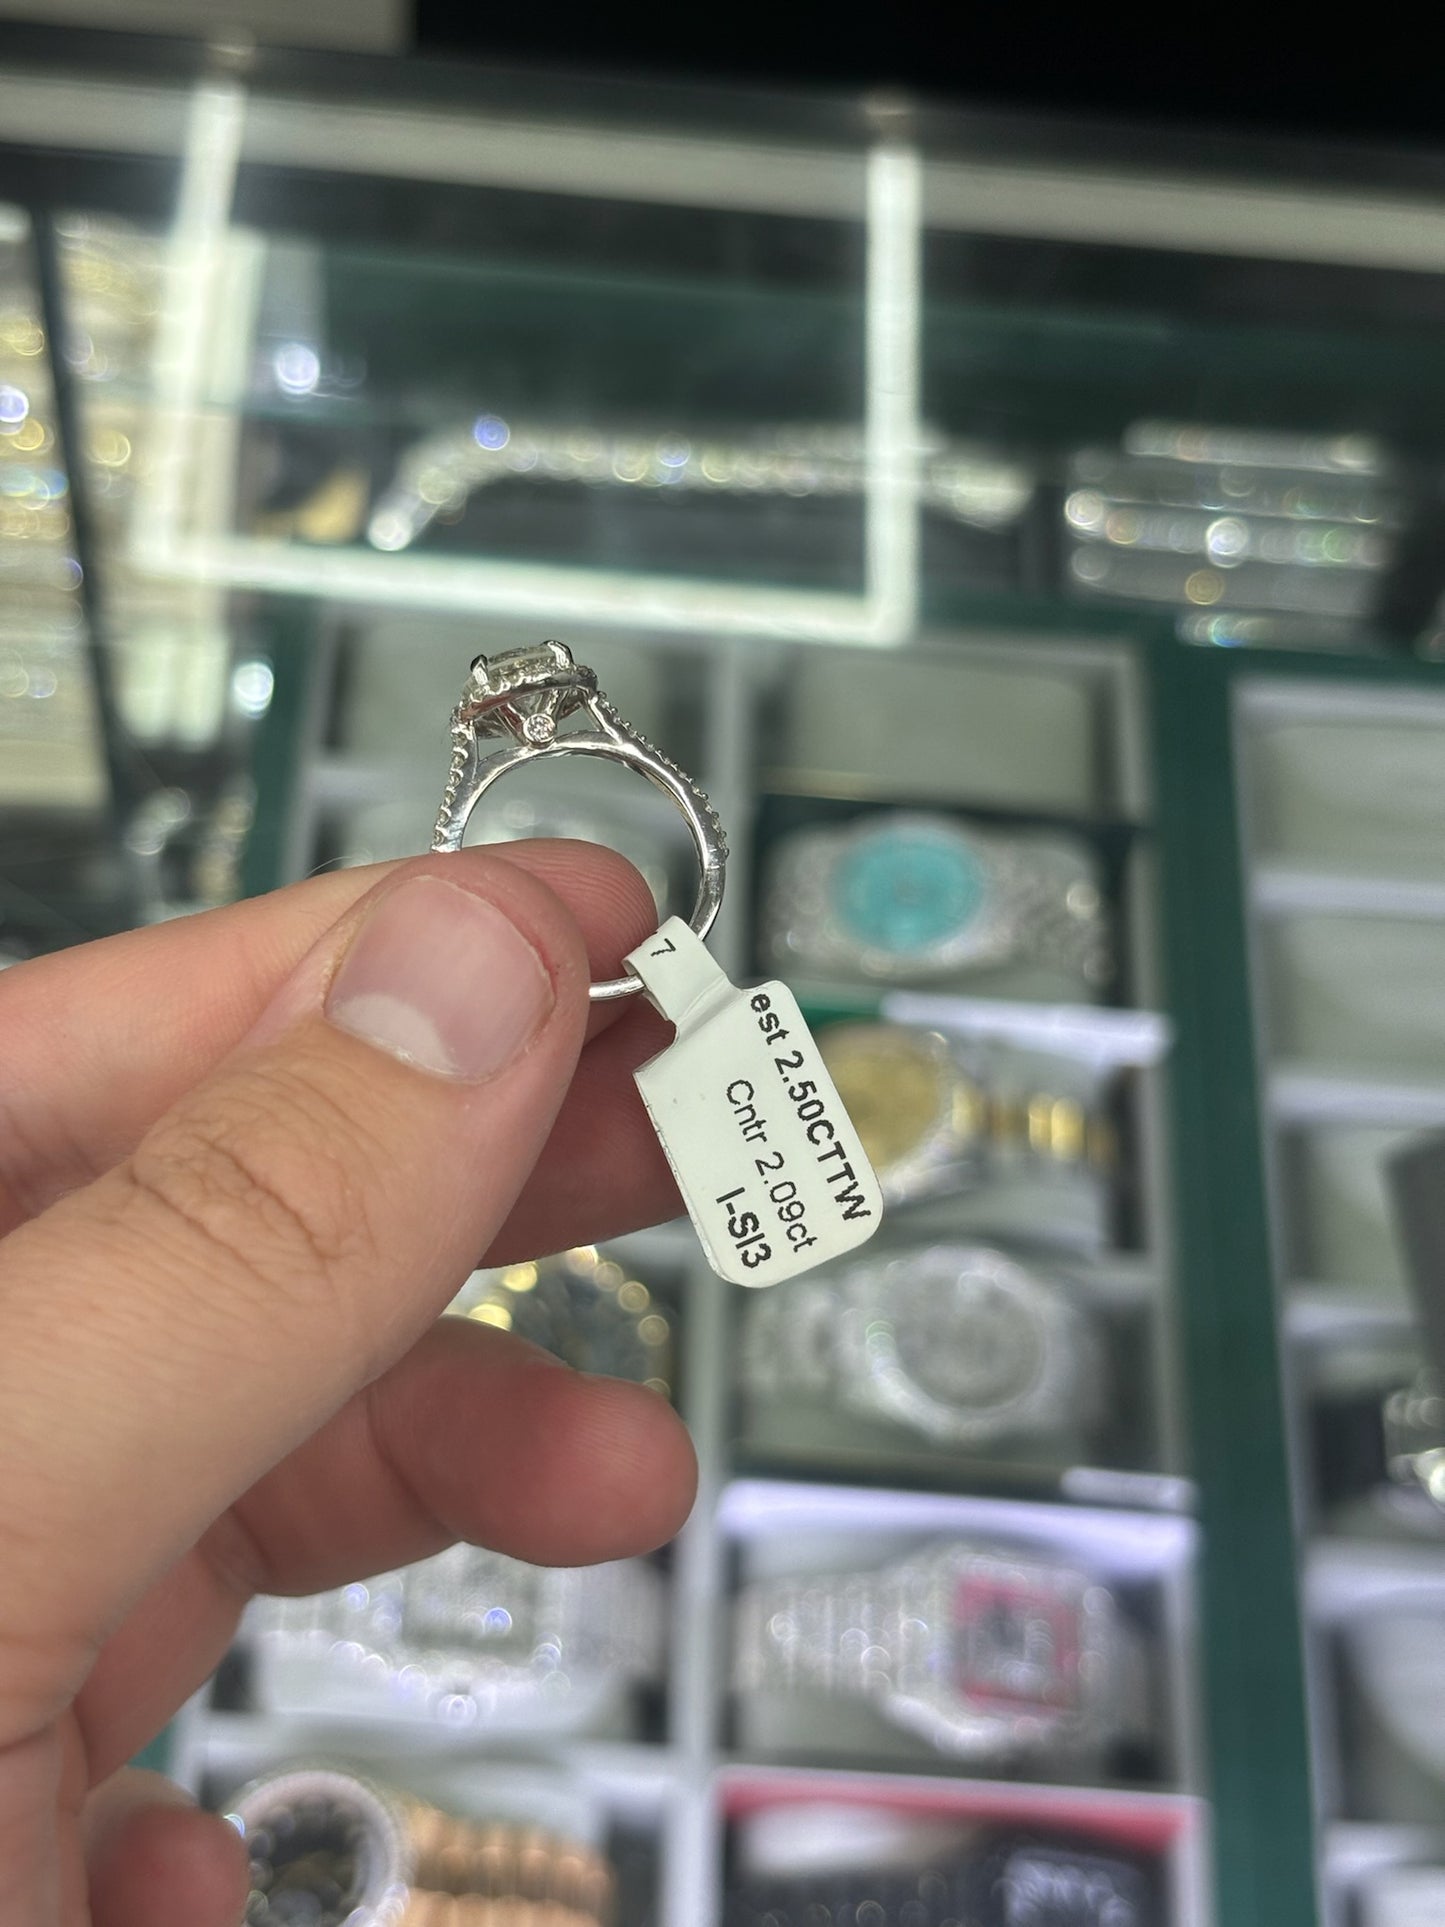 7
est 2.50CTTW
Cntr 2.09ct
I-SI3